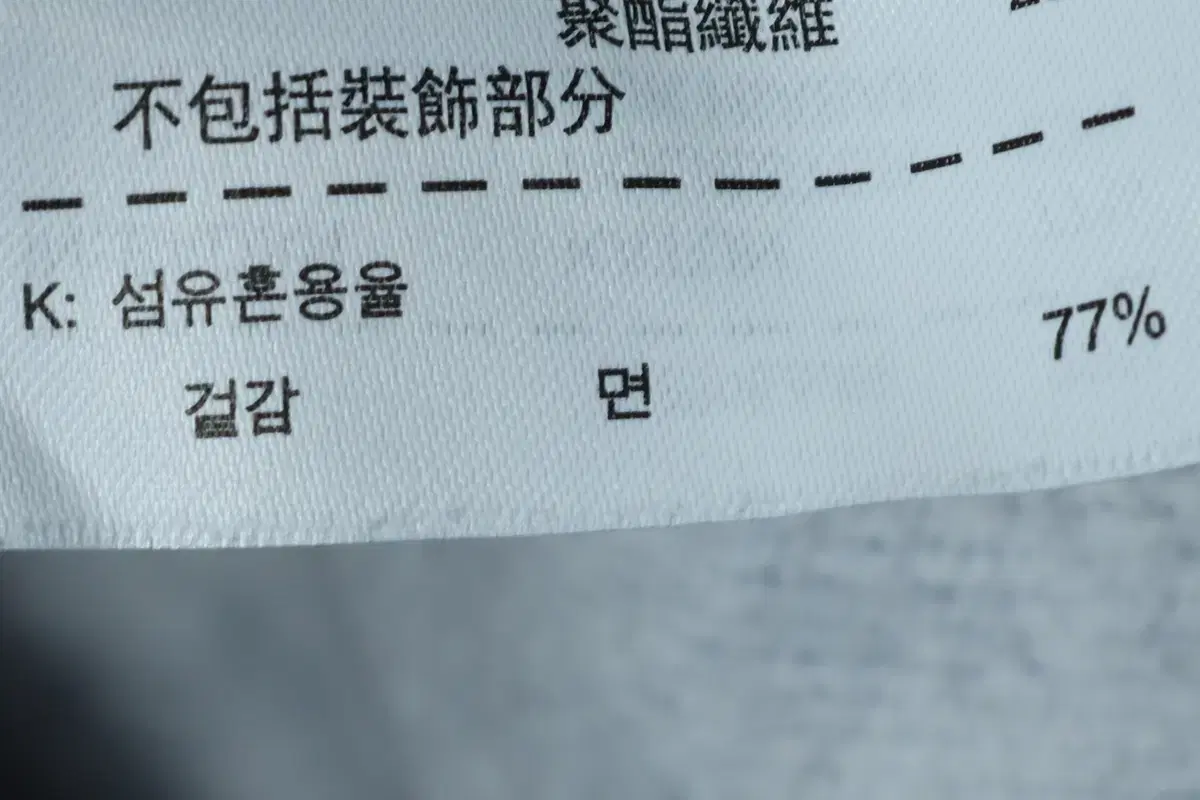 聚酯纖維
不包括裝飾部分
K: 섬유혼용율
겉감 면 77%